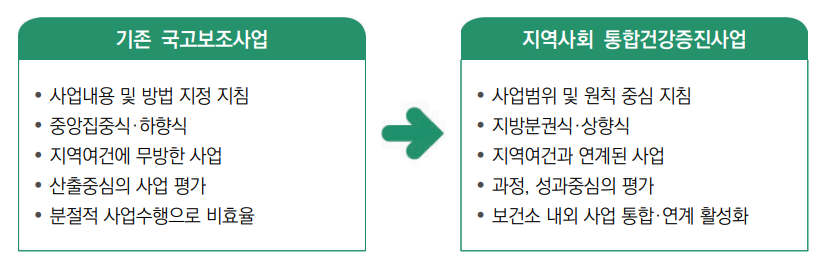 기존 국고보조사업
• 사업내용 및 방법 지정 지침
• 중앙집중식·하향식
• 지역여건에 무방한 사업
• 산출중심의 사업 평가
• 분절적 사업수행으로 비효율
지역사회 통합건강증진사업
• 사업범위 및 원칙 중심 지침
• 지방분권식·상향식
• 지역여건과 연계된 사업
• 과정, 성과중심의 평가
• 보건소 내외 사업 통합·연계 활성화